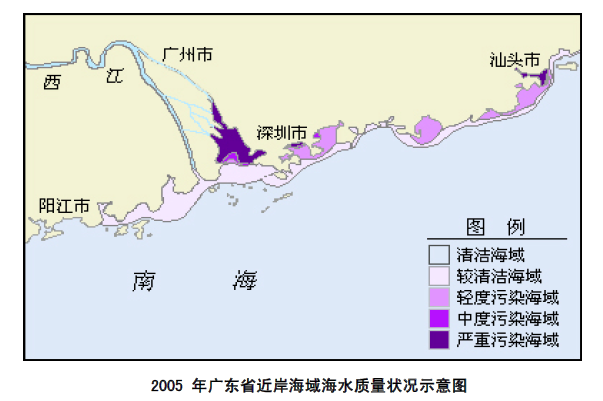 广州市
汕头市
西 江
深圳市
阳江市
南 海
图 例
清洁海域
较清洁海域
轻度污染海域
中度污染海域
严重污染海域
2005 年广东省近岸海域海水质量状况示意图